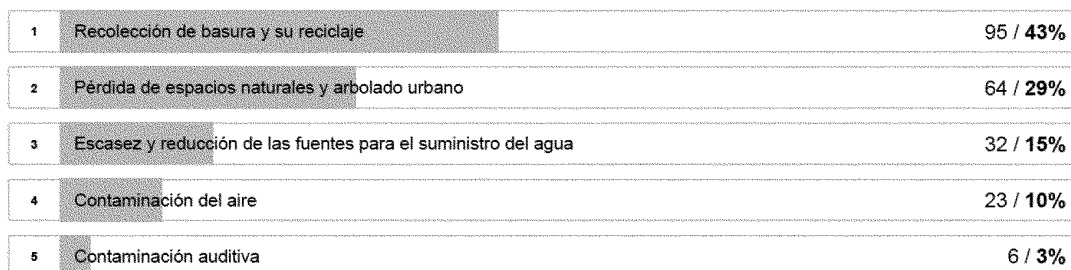 1 Recolección de basura y su reciclaje 95 / 43%
2 Pérdida de espacios naturales y arbolado urbano 64 / 29%
3 Escasez y reducción de las fuentes para el suministro del agua 32 / 15%
4 Contaminación del aire 23 / 10%
5 Contaminación auditiva 6 / 3%